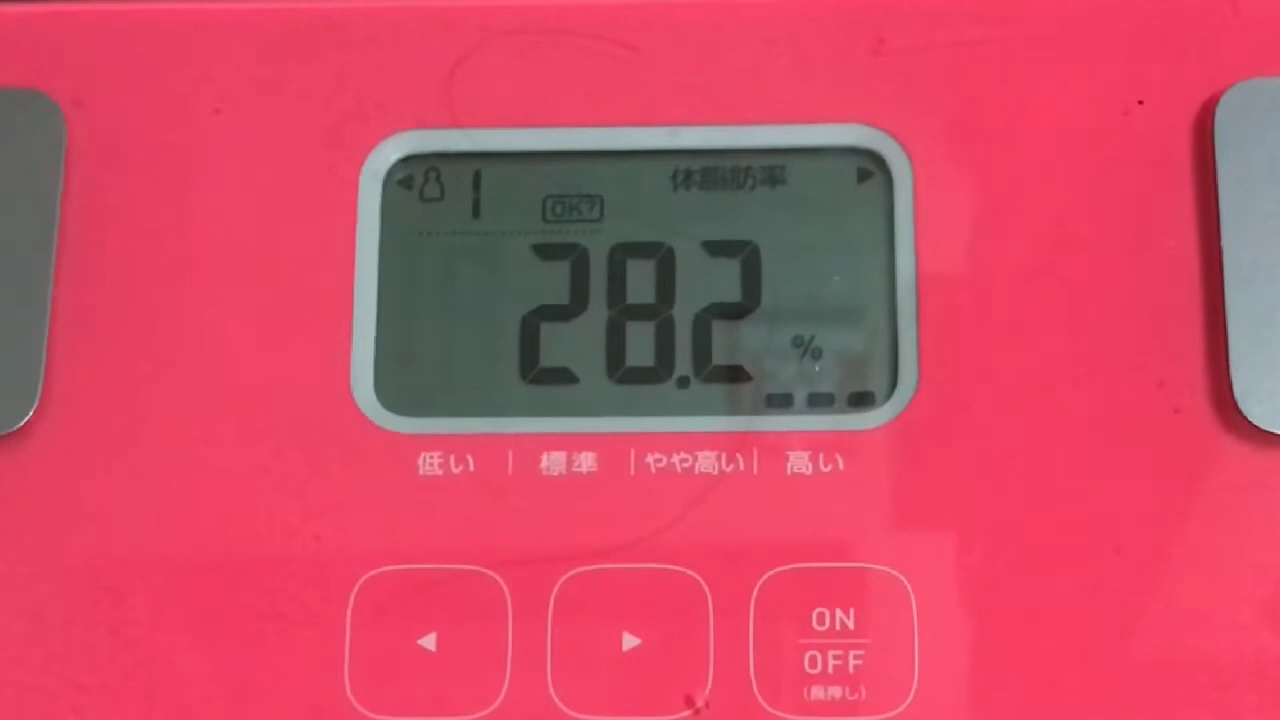 1 体脂肪率
OK?
28.2 %
低い | 標準 | やや高い | 高い
ON
OFF
(長押し)